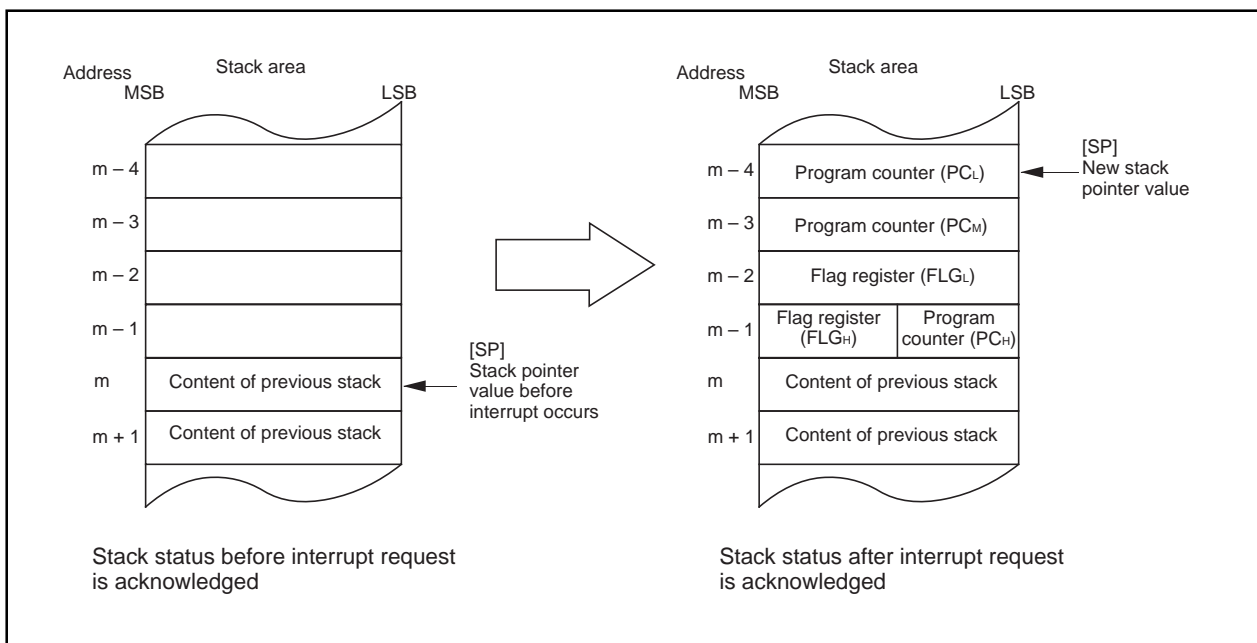 Address
MSB
Stack area
LSB
m – 4
m – 3
m – 2
m – 1
m
Content of previous stack
m + 1
Content of previous stack
[SP]
Stack pointer
value before
interrupt occurs
Stack status before interrupt request
is acknowledged
Address
MSB
Stack area
LSB
m – 4
Program counter (PCL)
[SP]
New stack
pointer value
m – 3
Program counter (PCM)
m – 2
Flag register (FLGL)
m – 1
Flag register
(FLGH)
Program
counter (PCH)
m
Content of previous stack
m + 1
Content of previous stack
Stack status after interrupt request
is acknowledged